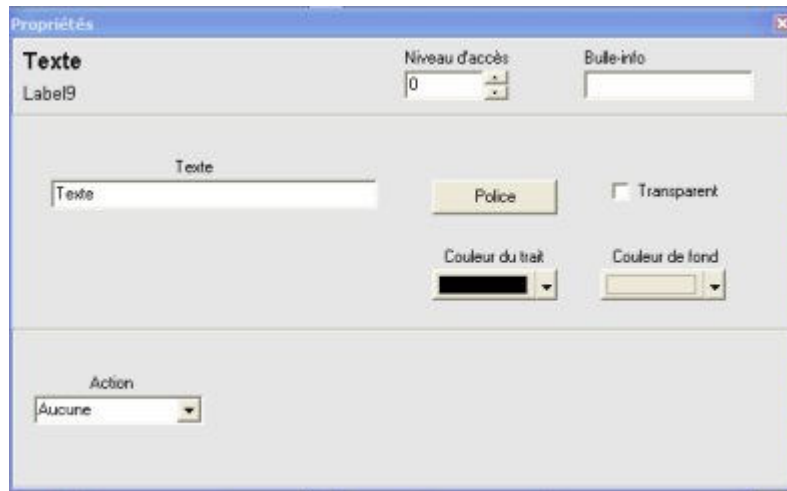 Propriétés
Texte
Label9
Niveau d'accès
0
Bulle-info
Texte
Texte
Police
Transparent
Couleur du trait
Couleur de fond
Action
Aucune